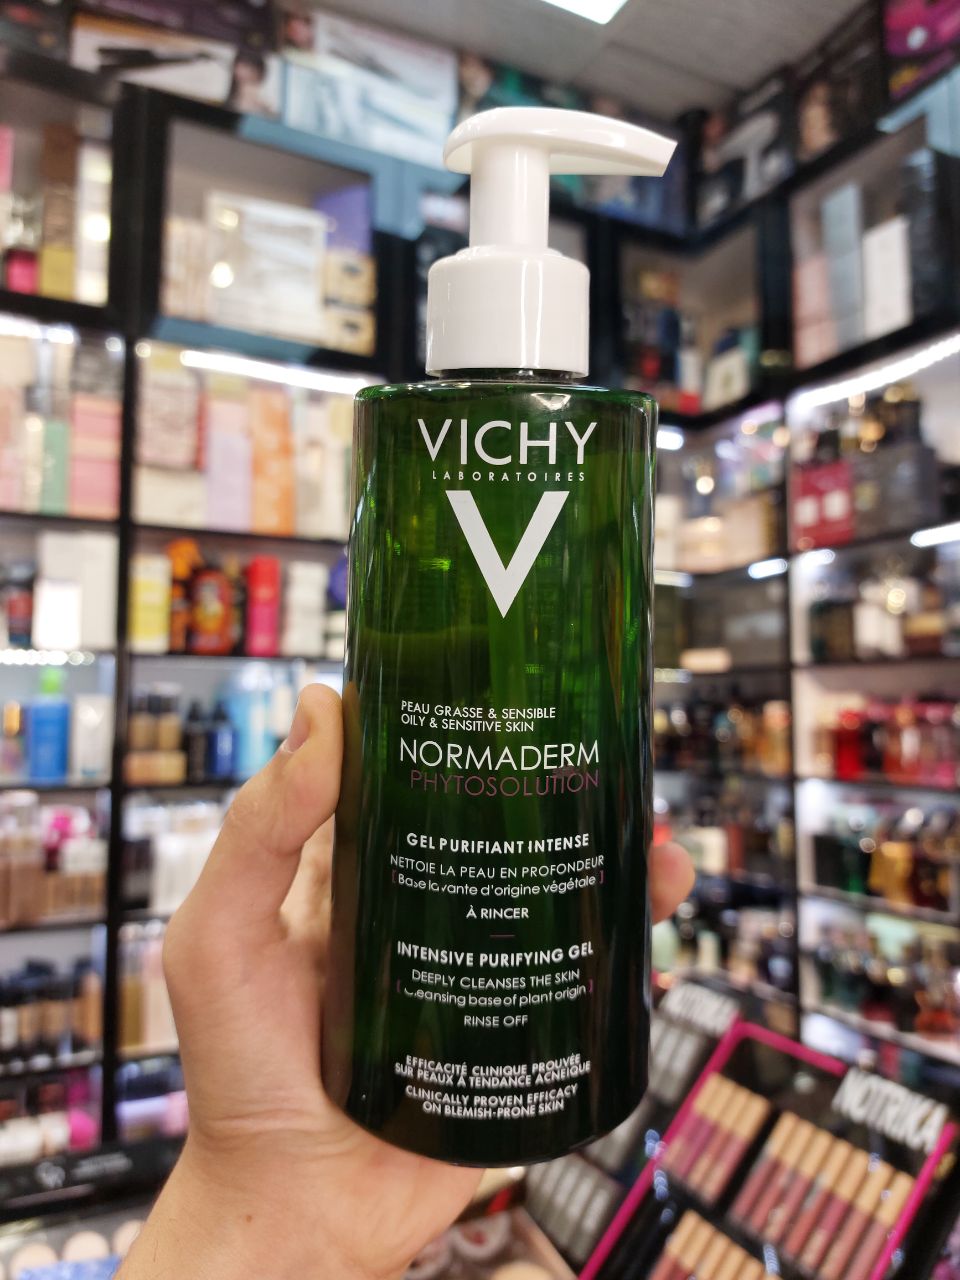 VICHY
LABORATOIRES
PEAU GRASSE & SENSIBLE
OILY & SENSITIVE SKIN
NORMADERM
PHYTOSOLUTION
GEL PURIFIANT INTENSE
NETTOIE LA PEAU EN PROFONDEUR
[Base lavante d'origine végétale]
À RINCER
INTENSIVE PURIFYING GEL
DEEPLY CLEANSES THE SKIN
[Cleansing base of plant origin]
RINSE OFF
EFFICACITÉ CLINIQUE PROUVÉE
SUR PEAUX À TENDANCE ACNÉIQUE
CLINICALLY PROVEN EFFICACY
ON BLEMISH-PRONE SKIN
NOTRIKA
NOTRIKA